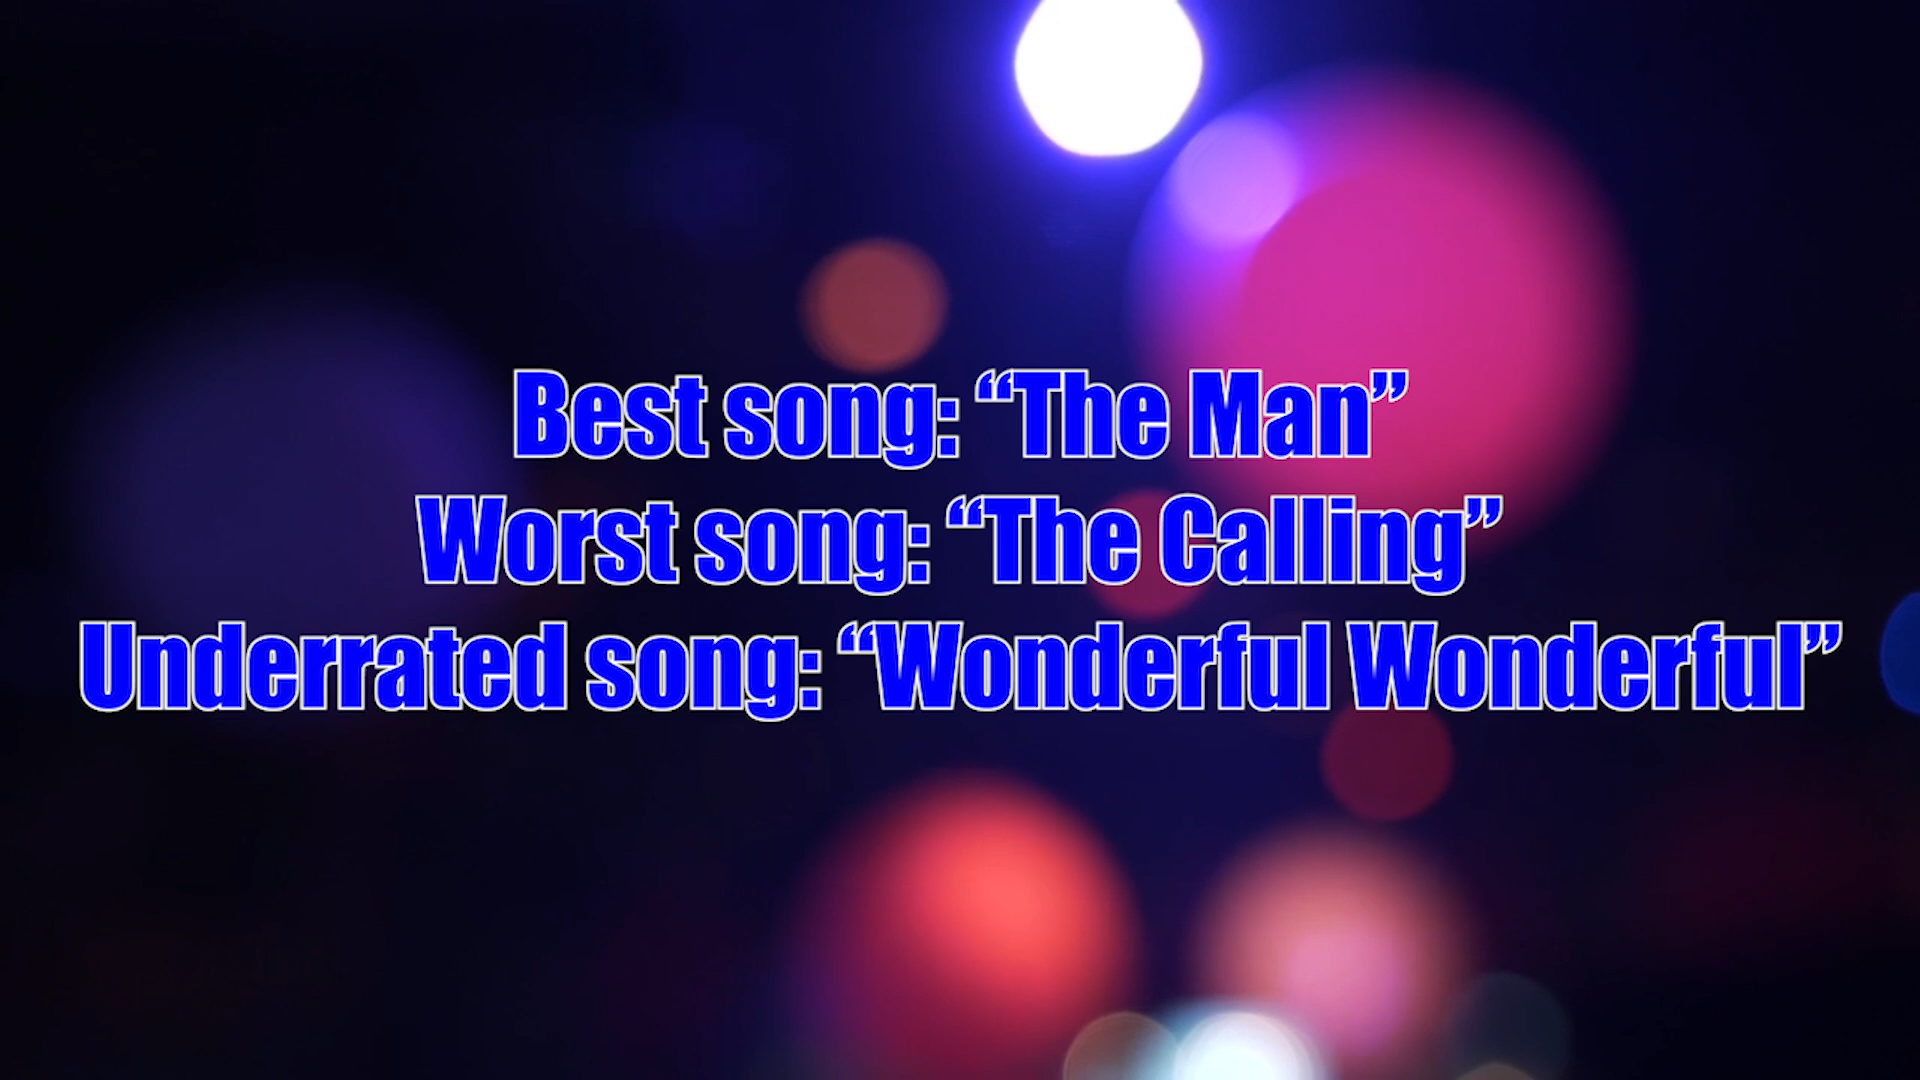 Best song: “The Man”
Worst song: “The Calling”
Underrated song: “Wonderful Wonderful”